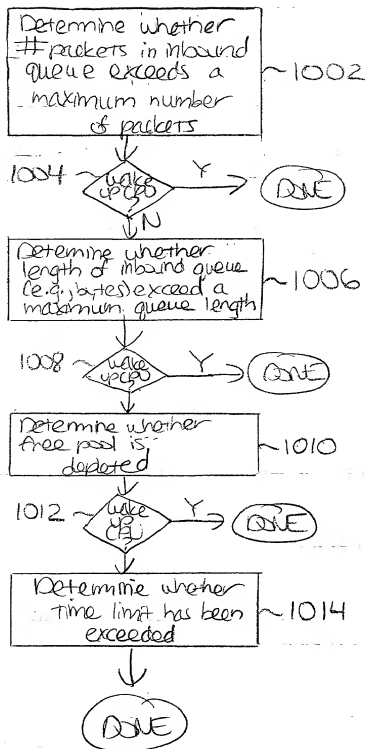 Determine whether
# packets in inbound
queue exceeds a
maximum number
of packets
~1002
1004
wake
up CPU
Y
DONE
N
Determine whether
length of inbound queue
(e.g., bytes) exceed a
maximum queue length
~1006
1008
wake
up CPU
Y
DONE
Determine whether
free pool is
depleted
~1010
1012
wake
up
CPU
Y
DONE
Determine whether
time limit has been
exceeded
~1014
DONE